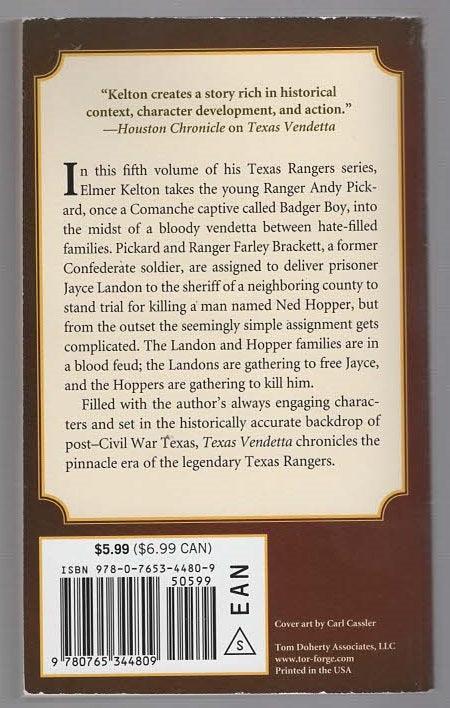 “Kelton creates a story rich in historical
context, character development, and action.”
—Houston Chronicle on Texas Vendetta
In this fifth volume of his Texas Rangers series,
Elmer Kelton takes the young Ranger Andy Pick-
ard, once a Comanche captive called Badger Boy, into
the midst of a bloody vendetta between hate-filled
families. Pickard and Ranger Farley Brackett, a former
Confederate soldier, are assigned to deliver prisoner
Jayce Landon to the sheriff of a neighboring county to
stand trial for killing a man named Ned Hopper, but
from the outset the seemingly simple assignment gets
complicated. The Landon and Hopper families are in
a blood feud; the Landons are gathering to free Jayce,
and the Hoppers are gathering to kill him.
Filled with the author’s always engaging charac-
ters and set in the historically accurate backdrop of
post–Civil War Texas, Texas Vendetta chronicles the
pinnacle era of the legendary Texas Rangers.
$5.99 ($6.99 CAN)
ISBN 978-0-7653-4480-9
50599
9 780765 344809
EAN
S
Cover art by Carl Cassler
Tom Doherty Associates, LLC
www.tor-forge.com
Printed in the USA